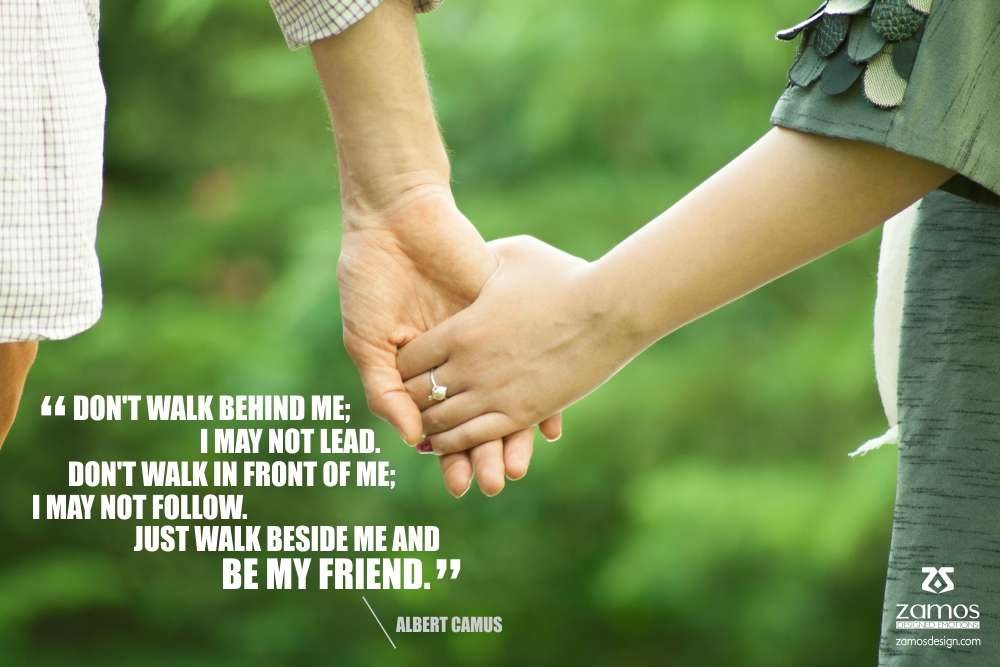 “ DON'T WALK BEHIND ME;
I MAY NOT LEAD.
DON'T WALK IN FRONT OF ME;
I MAY NOT FOLLOW.
JUST WALK BESIDE ME AND
BE MY FRIEND. ”
ALBERT CAMUS
zamos
DESIGNED EMOTIONS
zamosdesign.com